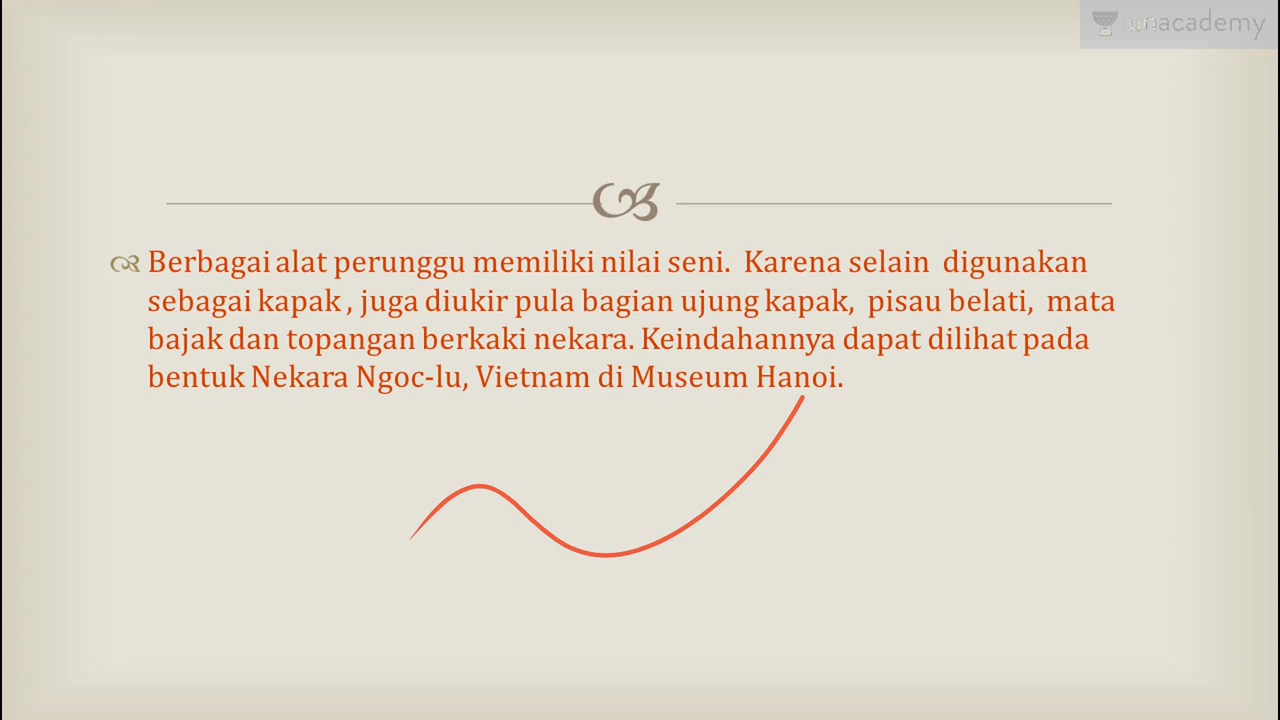 unacademy
Berbagai alat perunggu memiliki nilai seni. Karena selain digunakan
sebagai kapak , juga diukir pula bagian ujung kapak, pisau belati, mata
bajak dan topangan berkaki nekara. Keindahannya dapat dilihat pada
bentuk Nekara Ngoc-lu, Vietnam di Museum Hanoi.